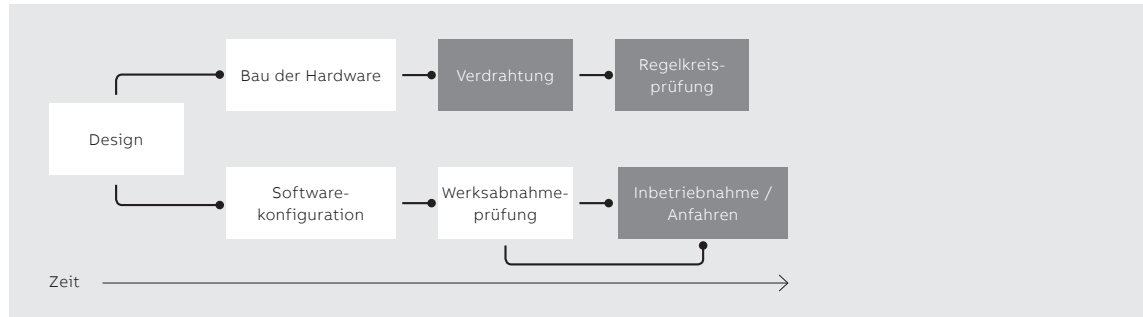 Bau der Hardware
Verdrahtung
Regelkreis-
prüfung
Design
Software-
konfiguration
Werksabnahme-
prüfung
Inbetriebnahme /
Anfahren
Zeit